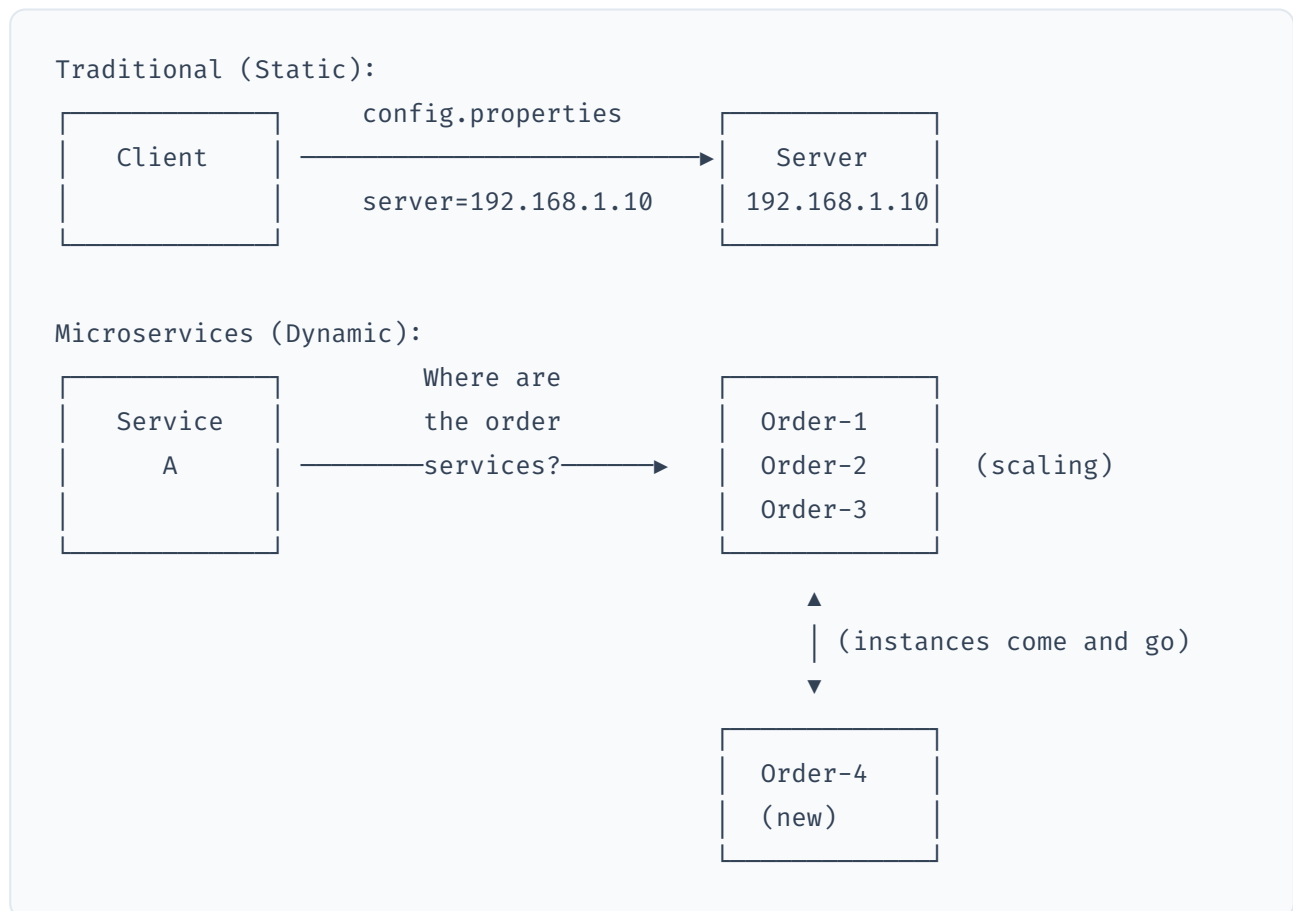 Traditional (Static):
config.properties
Client Server
server=192.168.1.10 192.168.1.10
Microservices (Dynamic):
Where are
Service the order Order-1
A services? Order-2 (scaling)
Order-3
(instances come and go)
Order-4
(new)